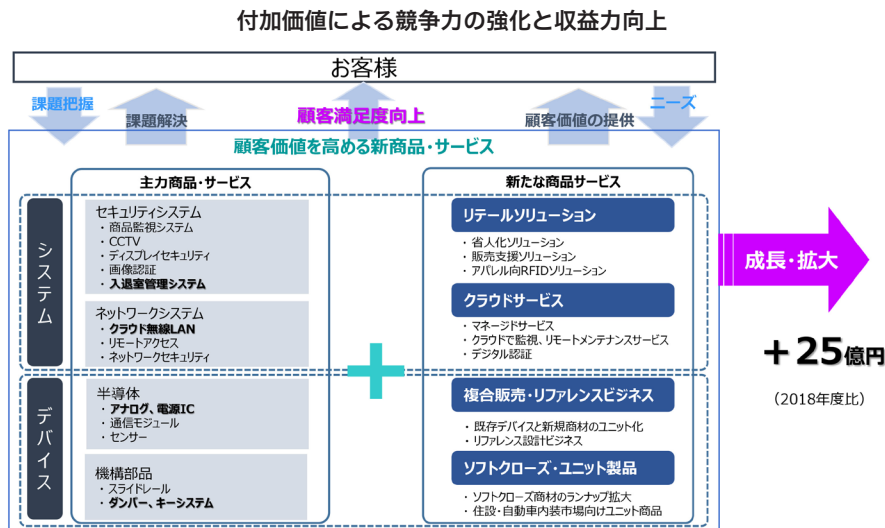 付加価値による競争力の強化と収益力向上
お客様
課題把握
課題解決
顧客満足度向上
顧客価値の提供
ニーズ
顧客価値を高める新商品・サービス
主力商品・サービス
システム
セキュリティシステム
・商品監視システム
・CCTV
・ディスプレイセキュリティ
・画像認証
・入退室管理システム
ネットワークシステム
・クラウド無線LAN
・リモートアクセス
・ネットワークセキュリティ
デバイス
半導体
・アナログ、電源IC
・通信モジュール
・センサー
機構部品
・スライドレール
・ダンパー、キーシステム
＋
新たな商品サービス
リテールソリューション
・省人化ソリューション
・販売支援ソリューション
・アパレル向RFIDソリューション
クラウドサービス
・マネージドサービス
・クラウドで監視、リモートメンテナンスサービス
・デジタル認証
複合販売・リファレンスビジネス
・既存デバイスと新規商材のユニット化
・リファレンス設計ビジネス
ソフトクローズ・ユニット製品
・ソフトクローズ商材のランナップ拡大
・住設・自動車内装市場向けユニット商品
成長・拡大
＋25億円
（2018年度比）